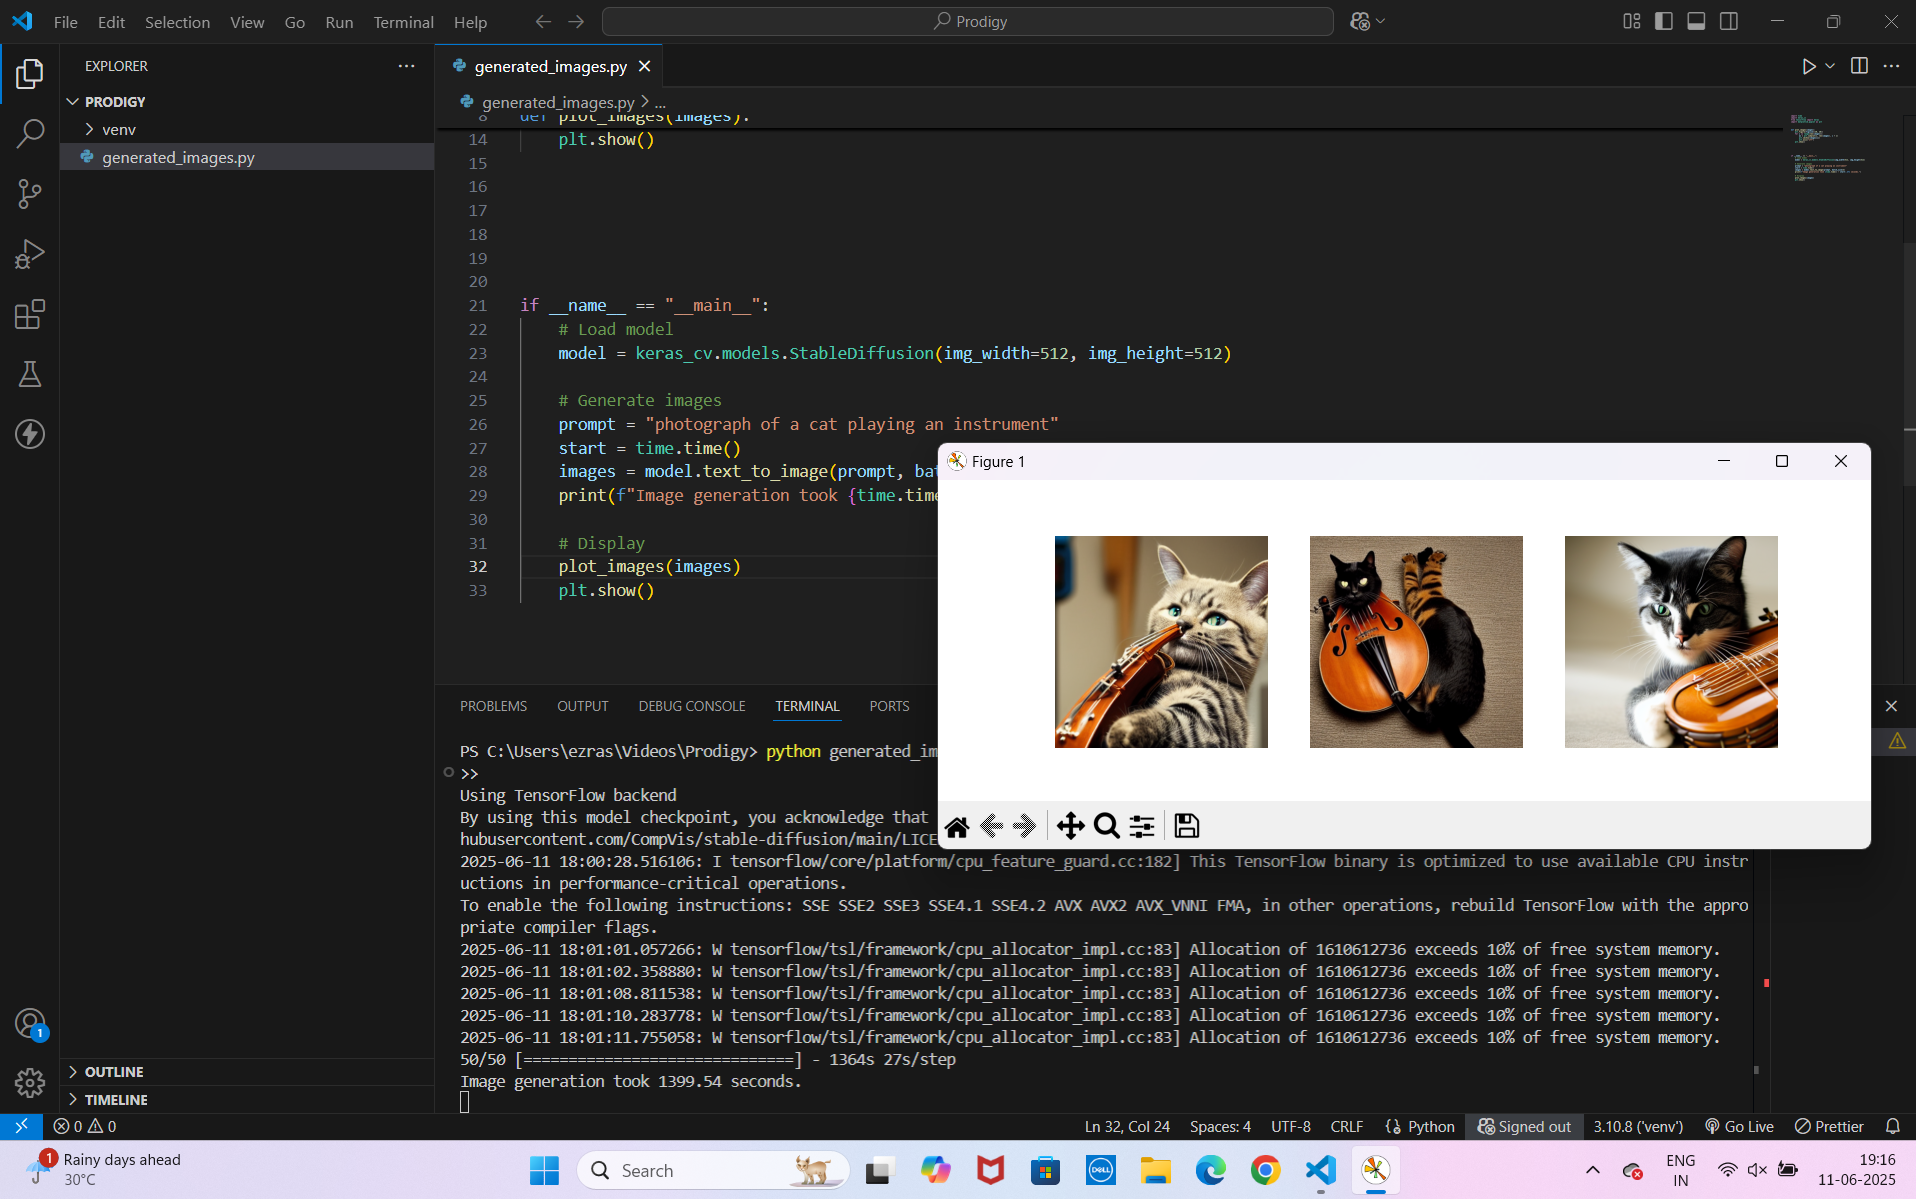 File Edit Selection View Go Run Terminal Help
Prodigy
EXPLORER
PRODIGY
venv
generated_images.py
generated_images.py
generated_images.py > ...
8 def plot_images(images):
14 plt.show()
15
16
17
18
19
20
21 if __name__ == "__main__":
22 # Load model
23 model = keras_cv.models.StableDiffusion(img_width=512, img_height=512)
24
25 # Generate images
26 prompt = "photograph of a cat playing an instrument"
27 start = time.time()
28 images = model.text_to_image(prompt, bat
29 print(f"Image generation took {time.time
30
31 # Display
32 plot_images(images)
33 plt.show()
Figure 1
PROBLEMS OUTPUT DEBUG CONSOLE TERMINAL PORTS
PS C:\Users\ezras\Videos\Prodigy> python generated_im
>>
Using TensorFlow backend
By using this model checkpoint, you acknowledge that
hubusercontent.com/CompVis/stable-diffusion/main/LICE
2025-06-11 18:00:28.516106: I tensorflow/core/platform/cpu_feature_guard.cc:182] This TensorFlow binary is optimized to use available CPU instr
uctions in performance-critical operations.
To enable the following instructions: SSE SSE2 SSE3 SSE4.1 SSE4.2 AVX AVX2 AVX_VNNI FMA, in other operations, rebuild TensorFlow with the appro
priate compiler flags.
2025-06-11 18:01:01.057266: W tensorflow/tsl/framework/cpu_allocator_impl.cc:83] Allocation of 1610612736 exceeds 10% of free system memory.
2025-06-11 18:01:02.358880: W tensorflow/tsl/framework/cpu_allocator_impl.cc:83] Allocation of 1610612736 exceeds 10% of free system memory.
2025-06-11 18:01:08.811538: W tensorflow/tsl/framework/cpu_allocator_impl.cc:83] Allocation of 1610612736 exceeds 10% of free system memory.
2025-06-11 18:01:10.283778: W tensorflow/tsl/framework/cpu_allocator_impl.cc:83] Allocation of 1610612736 exceeds 10% of free system memory.
2025-06-11 18:01:11.755058: W tensorflow/tsl/framework/cpu_allocator_impl.cc:83] Allocation of 1610612736 exceeds 10% of free system memory.
50/50 [==============================] - 1364s 27s/step
Image generation took 1399.54 seconds.
1
OUTLINE
TIMELINE
0 0
Ln 32, Col 24 Spaces: 4 UTF-8 CRLF {} Python Signed out 3.10.8 ('venv') Go Live Prettier
1
Rainy days ahead
30°C
Search
DELL
ENG
IN
19:16
11-06-2025